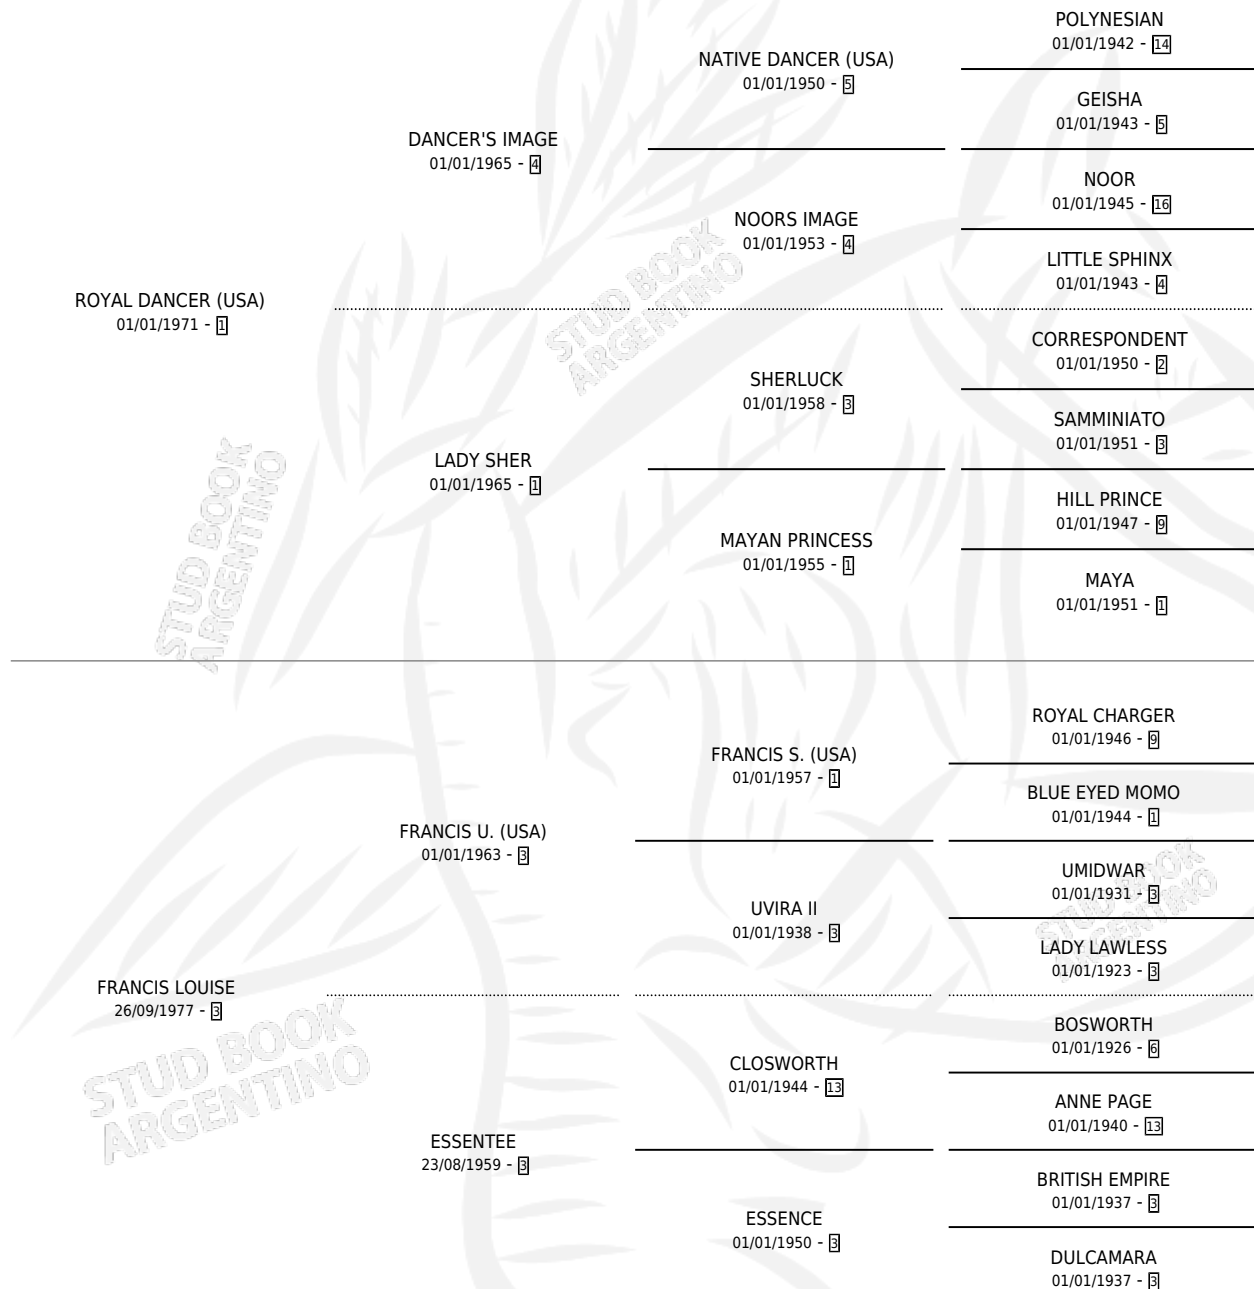 POLYNESIAN
01/01/1942 - 14
NATIVE DANCER (USA)
01/01/1950 - 5
GEISHA
01/01/1943 - 5
DANCER'S IMAGE
01/01/1965 - 4
NOOR
01/01/1945 - 16
NOORS IMAGE
01/01/1953 - 4
LITTLE SPHINX
01/01/1943 - 4
ROYAL DANCER (USA)
01/01/1971 - 1
CORRESPONDENT
01/01/1950 - 2
SHERLUCK
01/01/1958 - 3
SAMMINIATO
01/01/1951 - 3
LADY SHER
01/01/1965 - 1
HILL PRINCE
01/01/1947 - 9
MAYAN PRINCESS
01/01/1955 - 1
MAYA
01/01/1951 - 1
ROYAL CHARGER
01/01/1946 - 9
FRANCIS S. (USA)
01/01/1957 - 1
BLUE EYED MOMO
01/01/1944 - 1
FRANCIS U. (USA)
01/01/1963 - 3
UMIDWAR
01/01/1931 - 3
UVIRA II
01/01/1938 - 3
LADY LAWLESS
01/01/1923 - 3
FRANCIS LOUISE
26/09/1977 - 3
BOSWORTH
01/01/1926 - 6
CLOSWORTH
01/01/1944 - 13
ANNE PAGE
01/01/1940 - 13
ESSENTEE
23/08/1959 - 3
BRITISH EMPIRE
01/01/1937 - 3
ESSENCE
01/01/1950 - 3
DULCAMARA
01/01/1937 - 3
STUD BOOK
ARGENTINO
STUD BOOK
ARGENTINO
STUD BOOK
ARGENTINO
STUD BOOK
ARGENTINO